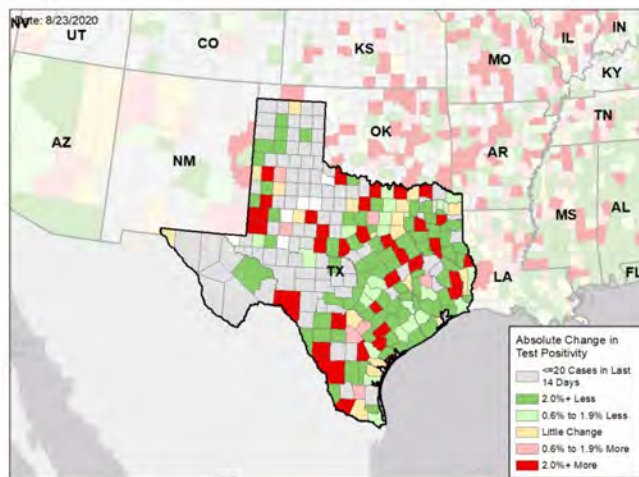 Date: 8/23/2020
NV
UT
CO
KS
MO
IL
IN
KY
AZ
NM
OK
AR
TN
MS
AL
TX
LA
FL
Absolute Change in
Test Positivity
<=20 Cases in Last
14 Days
2.0%+ Less
0.6% to 1.9% Less
Little Change
0.6% to 1.9% More
2.0%+ More